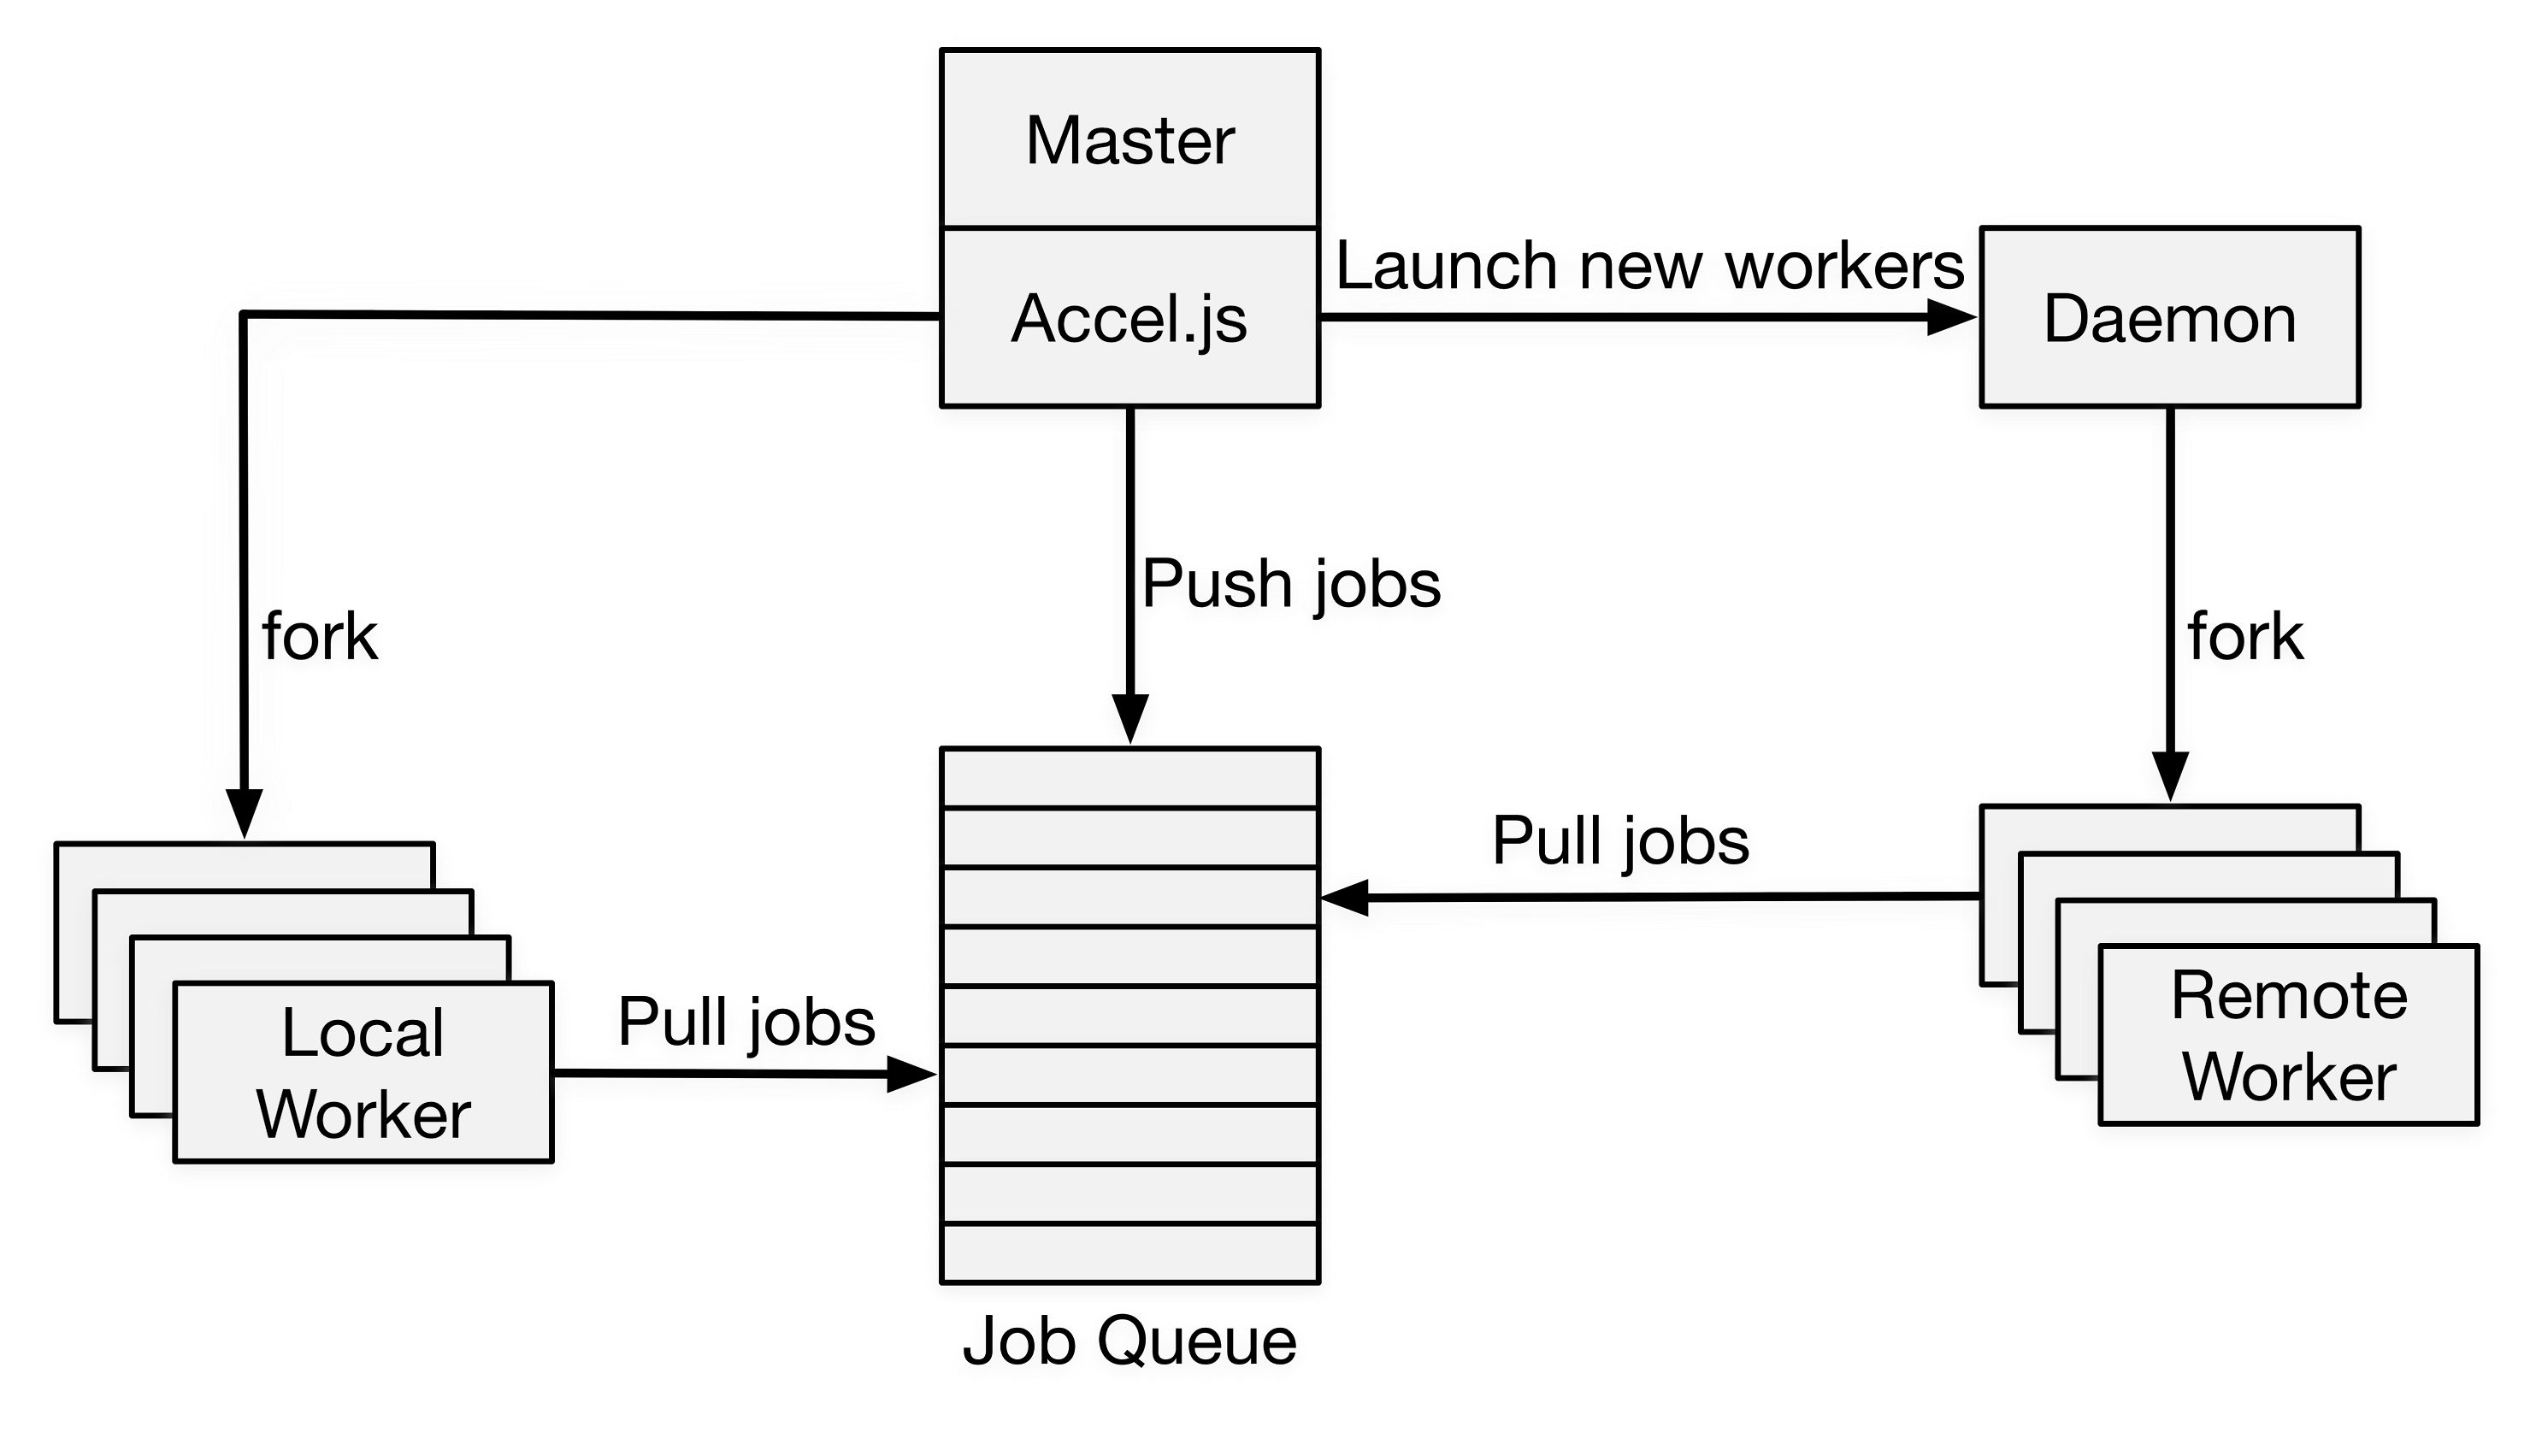 Master
Accel.js
Launch new workers
Daemon
fork
Push jobs
fork
Pull jobs
Pull jobs
Local
Worker
Remote
Worker
Job Queue